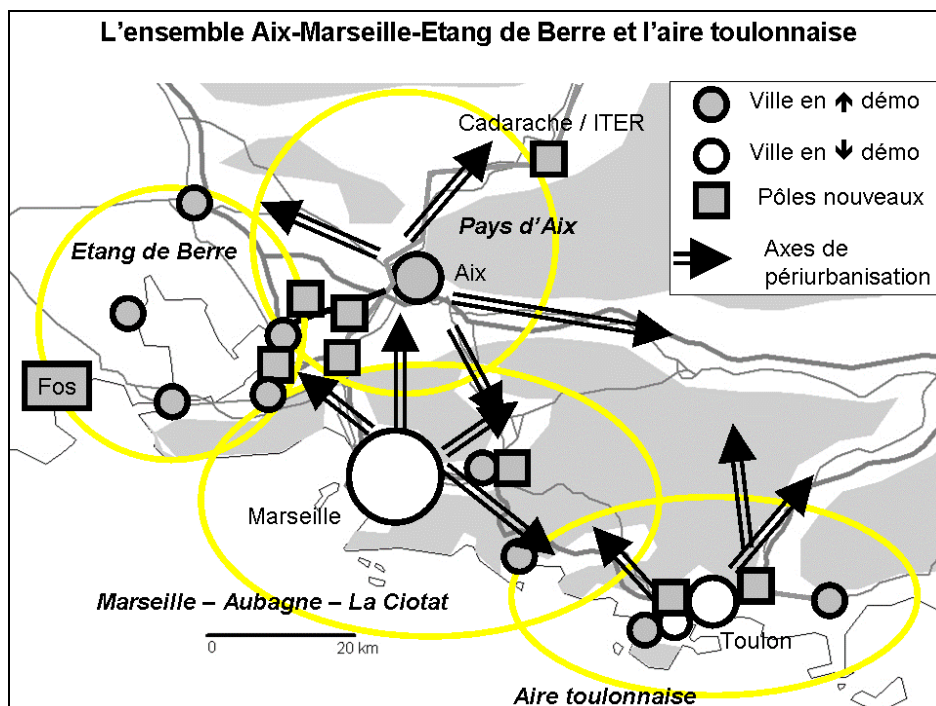 L'ensemble Aix-Marseille-Etang de Berre et l'aire toulonnaise
Ville en ↑ démo
Ville en ↓ démo
Pôles nouveaux
Axes de
périurbanisation
Cadarache / ITER
Pays d'Aix
Etang de Berre
Aix
Fos
Marseille
Marseille – Aubagne – La Ciotat
0 20 km
Toulon
Aire toulonnaise